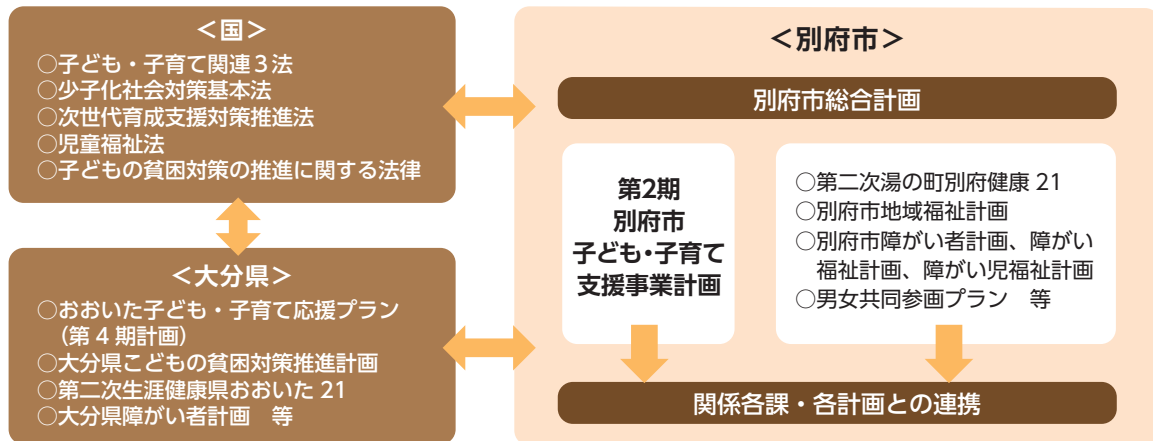 ＜国＞
○子ども・子育て関連３法
○少子化社会対策基本法
○次世代育成支援対策推進法
○児童福祉法
○子どもの貧困対策の推進に関する法律
＜大分県＞
○おおいた子ども・子育て応援プラン
（第４期計画）
○大分県こどもの貧困対策推進計画
○第二次生涯健康県おおいた 21
○大分県障がい者計画　等
＜別府市＞
別府市総合計画
第2期
別府市
子ども・子育て
支援事業計画
○第二次湯の町別府健康 21
○別府市地域福祉計画
○別府市障がい者計画、障がい
福祉計画、障がい児福祉計画
○男女共同参画プラン　等
関係各課・各計画との連携